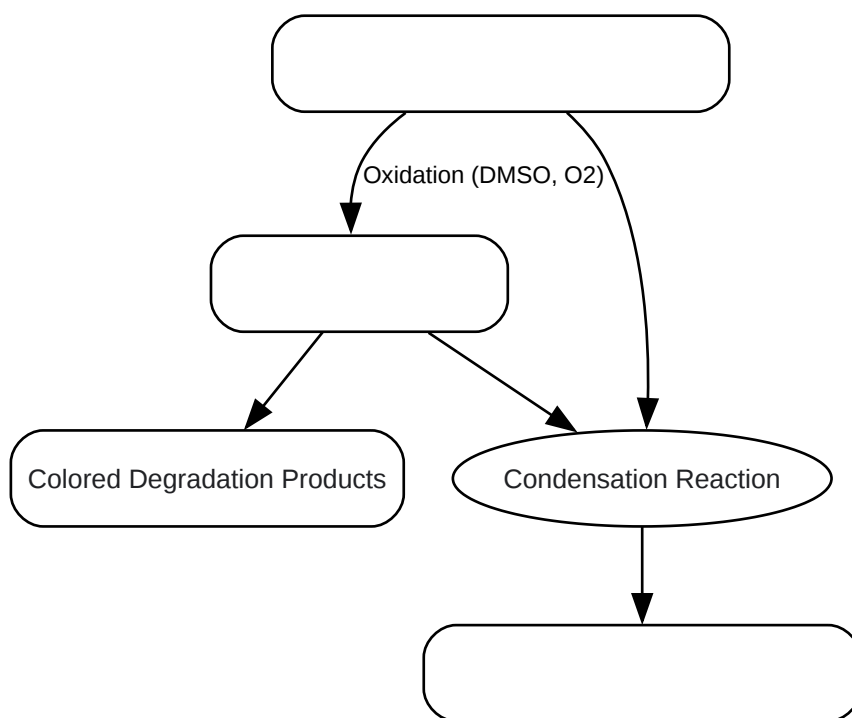 Oxidation (DMSO, O2)
Colored Degradation Products
Condensation Reaction